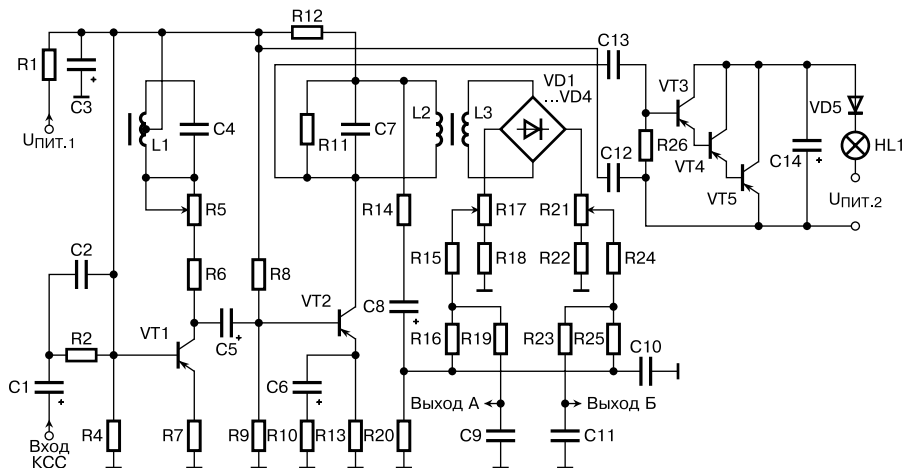 R12
C13
VD1
...VD4
R1
C3
UПИТ.1
L1
C4
R11
C7
L2
L3
VT3
R26
VT4
VT5
C14
VD5
HL1
UПИТ.2
C12
R5
R14
R17
R21
C2
R6
R8
R15
R18
R22
R24
VT1
VT2
C8
R2
C5
R16
R19
R23
R25
C10
C1
C6
Выход А
Выход Б
Вход
КСС
R4
R7
R9
R10
R13
R20
C9
C11